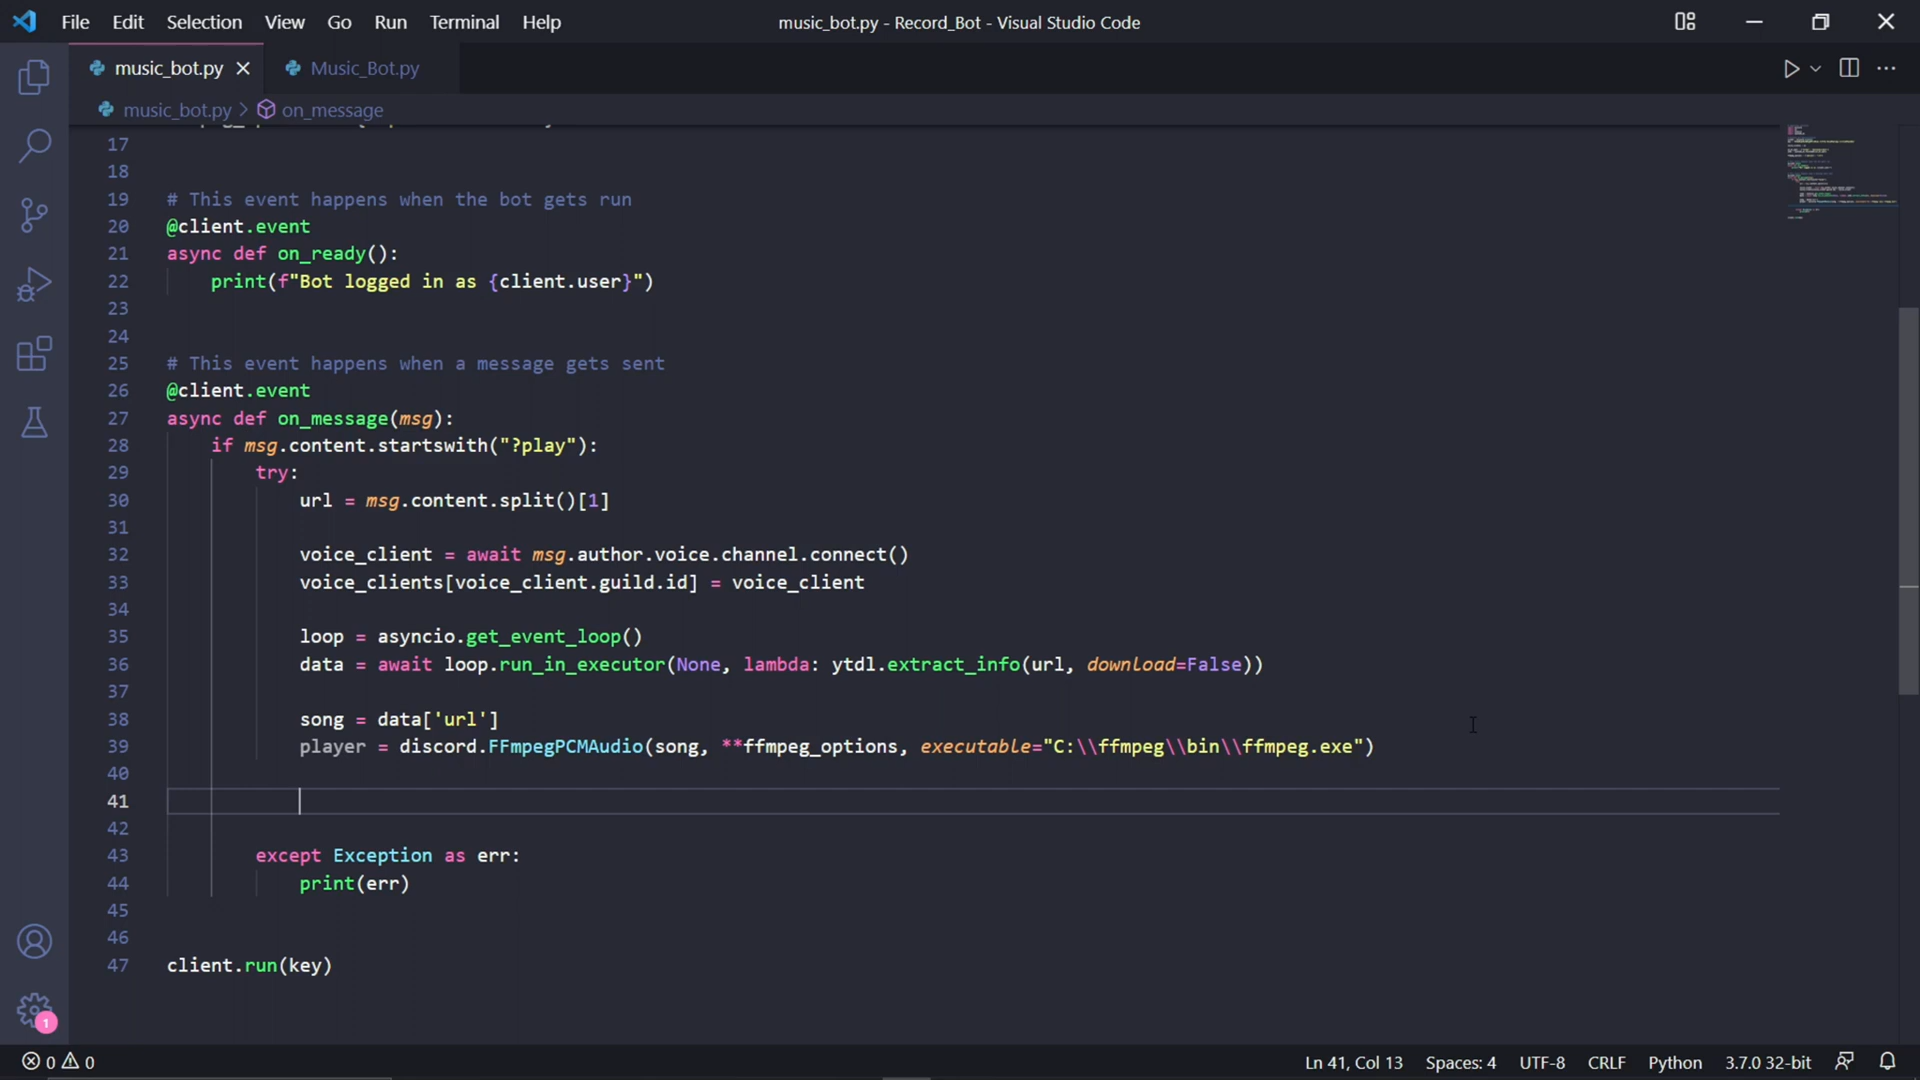 File Edit Selection View Go Run Terminal Help music_bot.py - Record_Bot - Visual Studio Code
music_bot.py Music_Bot.py
music_bot.py > on_message
17
18
19 # This event happens when the bot gets run
20 @client.event
21 async def on_ready():
22 print(f"Bot logged in as {client.user}")
23
24
25 # This event happens when a message gets sent
26 @client.event
27 async def on_message(msg):
28 if msg.content.startswith("?play"):
29 try:
30 url = msg.content.split()[1]
31
32 voice_client = await msg.author.voice.channel.connect()
33 voice_clients[voice_client.guild.id] = voice_client
34
35 loop = asyncio.get_event_loop()
36 data = await loop.run_in_executor(None, lambda: ytdl.extract_info(url, download=False))
37
38 song = data['url']
39 player = discord.FFmpegPCMAudio(song, **ffmpeg_options, executable="C:\\ffmpeg\\bin\\ffmpeg.exe")
40
41
42
43 except Exception as err:
44 print(err)
45
46
47 client.run(key)
1
0 0 Ln 41, Col 13 Spaces: 4 UTF-8 CRLF Python 3.7.0 32-bit